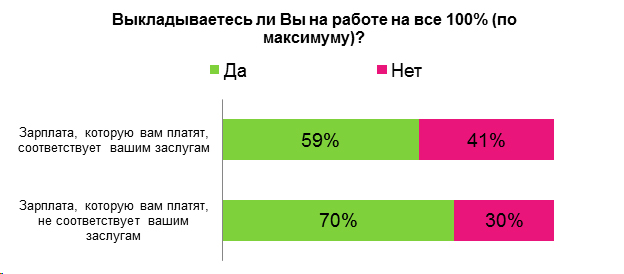 Выкладываетесь ли Вы на работе на все 100% (по
максимуму)?
Да Нет
Зарплата, которую вам платят,
соответствует вашим заслугам
59% 41%
Зарплата, которую вам платят,
не соответствует вашим
заслугам
70% 30%